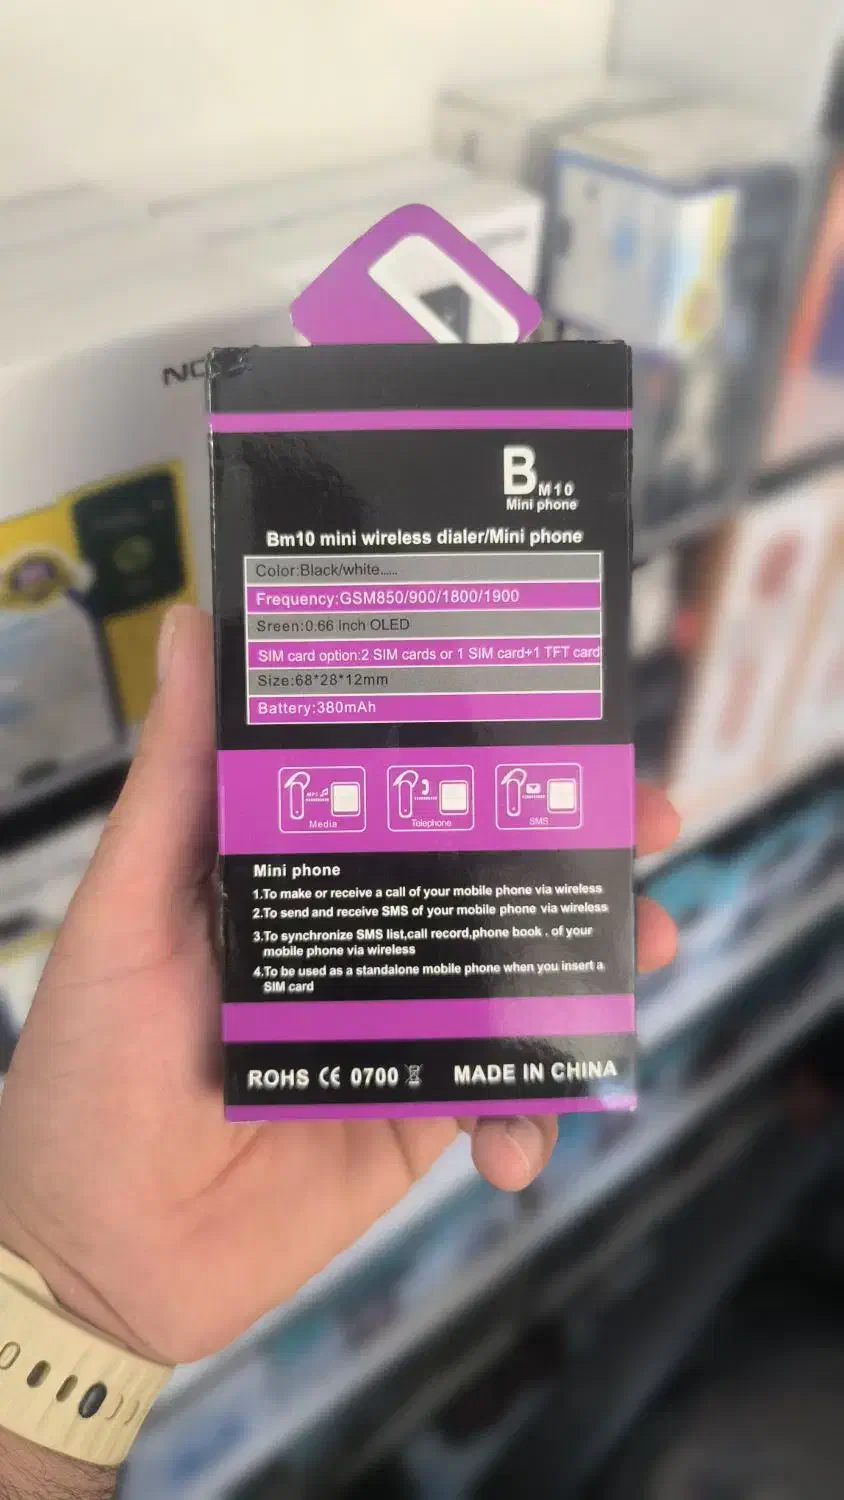 B M10
Mini phone
Bm10 mini wireless dialer/Mini phone
Color:Black/white......
Frequency:GSM850/900/1800/1900
Sreen:0.66 Inch OLED
SIM card option:2 SIM cards or 1 SIM card+1 TFT card
Size:68*28*12mm
Battery:380mAh
MP3
Media
Telephone
SMS
Mini phone
1.To make or receive a call of your mobile phone via wireless
2.To send and receive SMS of your mobile phone via wireless
3.To synchronize SMS list,call record,phone book . of your
mobile phone via wireless
4.To be used as a standalone mobile phone when you insert a
SIM card
ROHS CE 0700 MADE IN CHINA